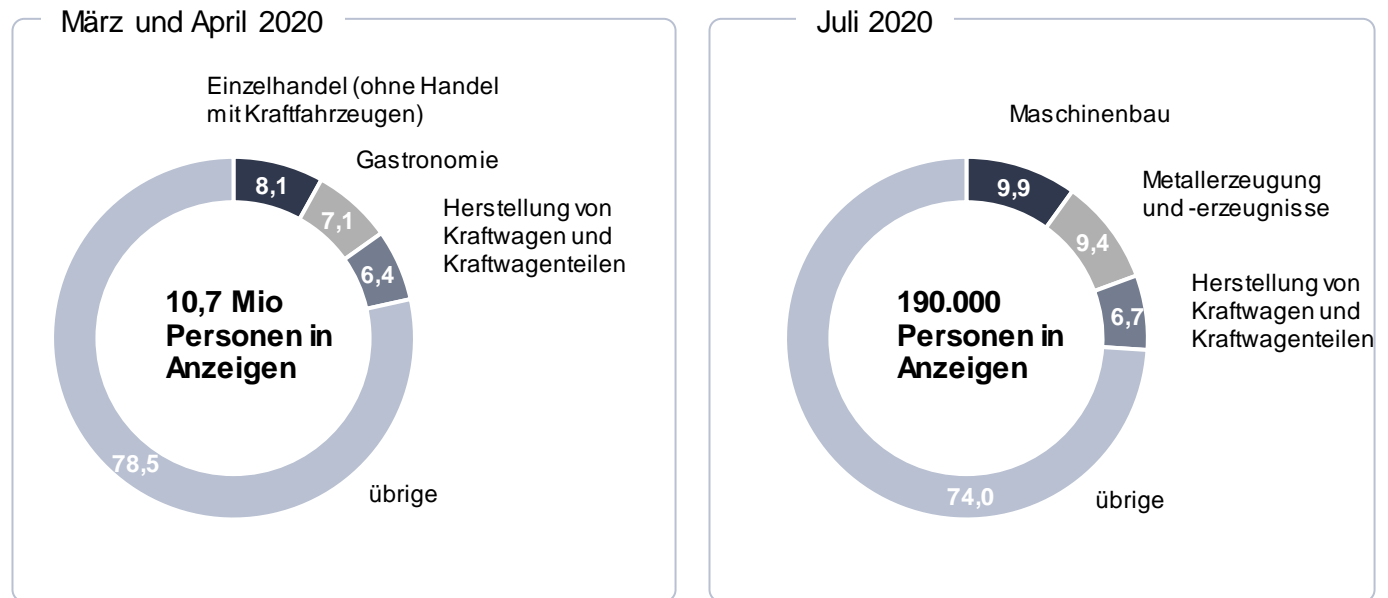 März und April 2020
Einzelhandel (ohne Handel
mit Kraftfahrzeugen)
Gastronomie
Herstellung von
Kraftwagen und
Kraftwagenteilen
8,1
7,1
6,4
10,7 Mio
Personen in
Anzeigen
78,5
übrige
Juli 2020
Maschinenbau
Metallerzeugung
und -erzeugnisse
Herstellung von
Kraftwagen und
Kraftwagenteilen
9,9
9,4
6,7
190.000
Personen in
Anzeigen
74,0
übrige